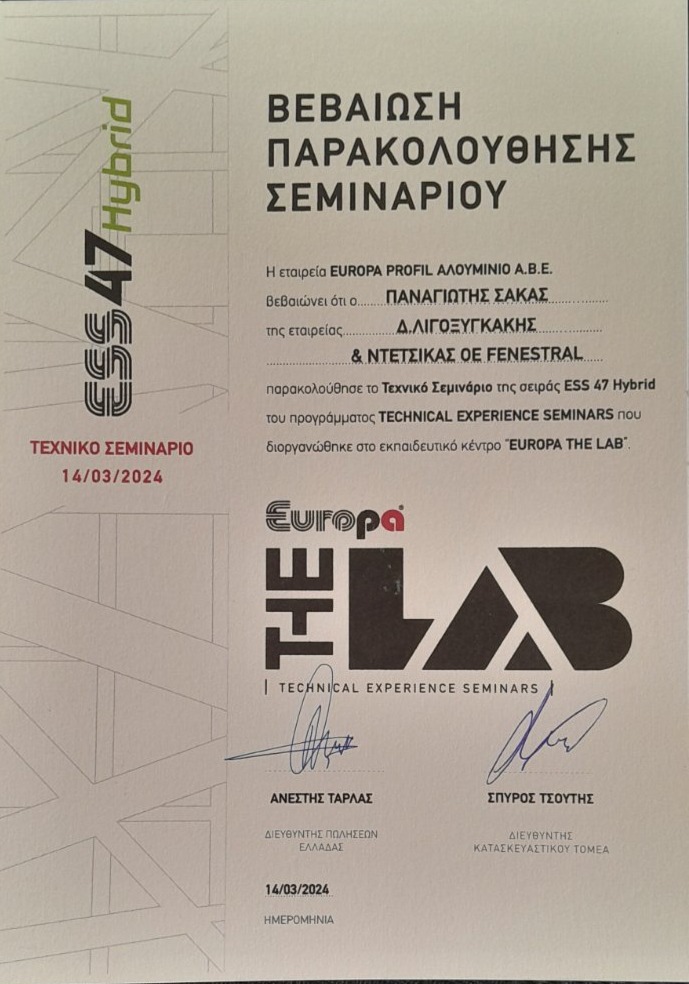 ESS 47 Hybrid
ΤΕΧΝΙΚΟ ΣΕΜΙΝΑΡΙΟ
14/03/2024
ΒΕΒΑΙΩΣΗ
ΠΑΡΑΚΟΛΟΥΘΗΣΗΣ
ΣΕΜΙΝΑΡΙΟΥ
Η εταιρεία EUROPA PROFIL ΑΛΟΥΜΙΝΙΟ Α.Β.Ε.
βεβαιώνει ότι ο......ΠΑΝΑΓΙΩΤΗΣ ΣΑΚΑΣ......
της εταιρείας......Δ.ΛΙΓΟΞΥΓΚΑΚΗΣ......
......& ΝΤΕΤΣΙΚΑΣ ΟΕ FENESTRAL......
παρακολούθησε το Τεχνικό Σεμινάριο της σειράς ESS 47 Hybrid
του προγράμματος TECHNICAL EXPERIENCE SEMINARS που
διοργανώθηκε στο εκπαιδευτικό κέντρο "EUROPA THE LAB".
Europa
THE LAB
| TECHNICAL EXPERIENCE SEMINARS |
ΑΝΕΣΤΗΣ ΤΑΡΛΑΣ
ΔΙΕΥΘΥΝΤΗΣ ΠΩΛΗΣΕΩΝ
ΕΛΛΑΔΑΣ
ΣΠΥΡΟΣ ΤΣΟΥΤΗΣ
ΔΙΕΥΘΥΝΤΗΣ
ΚΑΤΑΣΚΕΥΑΣΤΙΚΟΥ ΤΟΜΕΑ
14/03/2024
ΗΜΕΡΟΜΗΝΙΑ